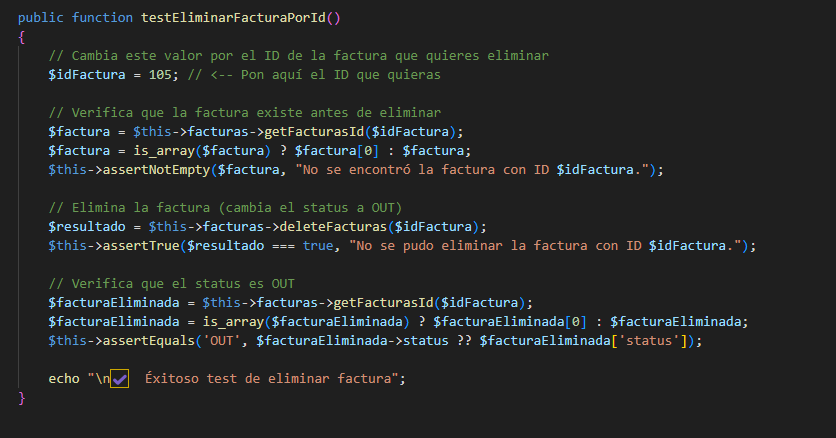 public function testEliminarFacturaPorId()
{
// Cambia este valor por el ID de la factura que quieres eliminar
$idFactura = 105; // <-- Pon aquí el ID que quieras
// Verifica que la factura existe antes de eliminar
$factura = $this->facturas->getFacturasId($idFactura);
$factura = is_array($factura) ? $factura[0] : $factura;
$this->assertNotEmpty($factura, "No se encontró la factura con ID $idFactura.");
// Elimina la factura (cambia el status a OUT)
$resultado = $this->facturas->deleteFacturas($idFactura);
$this->assertTrue($resultado === true, "No se pudo eliminar la factura con ID $idFactura.");
// Verifica que el status es OUT
$facturaEliminada = $this->facturas->getFacturasId($idFactura);
$facturaEliminada = is_array($facturaEliminada) ? $facturaEliminada[0] : $facturaEliminada;
$this->assertEquals('OUT', $facturaEliminada->status ?? $facturaEliminada['status']);
echo "\n✔ Éxitoso test de eliminar factura";
}